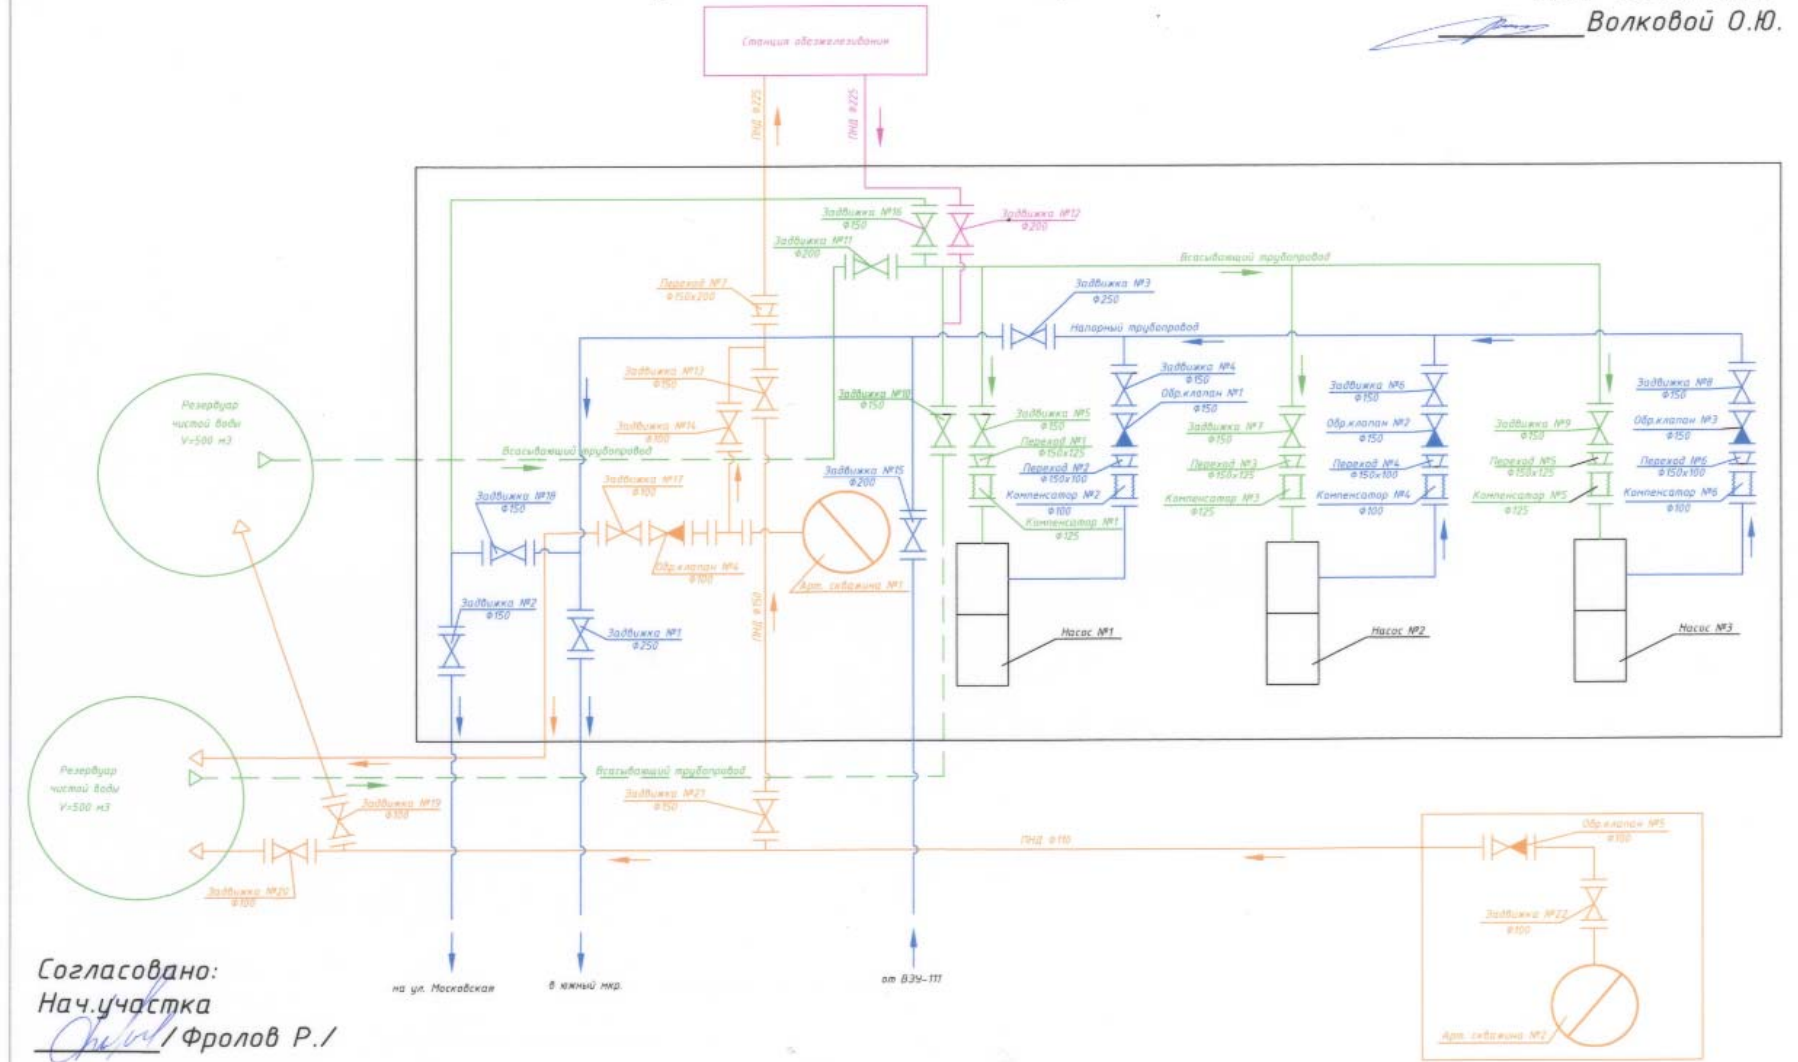 Волковой О.Ю.
Станция обезжелезивания
ПНД Ф225
ПНД Ф225
Задвижка №16
Ф150
Задвижка №12
Ф200
Задвижка №11
Ф200
Всасывающий трубопровод
Переход №7
Ф150х200
Задвижка №3
Ф250
Напорный трубопровод
Задвижка №13
Ф150
Задвижка №4
Ф150
Задвижка №6
Ф150
Задвижка №8
Ф150
Резервуар
чистой воды
V=500 м3
Задвижка №10
Ф150
Обр.клапан №1
Ф150
Задвижка №5
Ф150
Задвижка №7
Ф150
Обр.клапан №2
Ф150
Задвижка №9
Ф150
Обр.клапан №3
Ф150
Задвижка №14
Ф100
Всасывающий трубопровод
Переход №1
Ф150х125
Переход №2
Ф150х100
Переход №3
Ф150х125
Переход №4
Ф150х100
Переход №5
Ф150х125
Переход №6
Ф150х100
Задвижка №17
Ф100
Задвижка №15
Ф200
Задвижка №18
Ф150
Компенсатор №2
Ф100
Компенсатор №3
Ф125
Компенсатор №4
Ф100
Компенсатор №5
Ф125
Компенсатор №6
Ф100
Компенсатор №1
Ф125
Обр.клапан №4
Ф100
Арт. скважина №1
Задвижка №2
Ф150
ПНД Ф150
Задвижка №1
Ф250
Насос №1
Насос №2
Насос №3
Резервуар
чистой воды
V=500 м3
Всасывающий трубопровод
Задвижка №19
Ф100
Задвижка №21
Ф150
ПНД Ф110
Обр.клапан №5
Ф100
Задвижка №20
Ф100
Задвижка №22
Ф100
Согласовано:
Нач.участка
/Фролов Р./
на ул. Московская
в южный мкр.
от ВЗУ-111
Арт. скважина №2